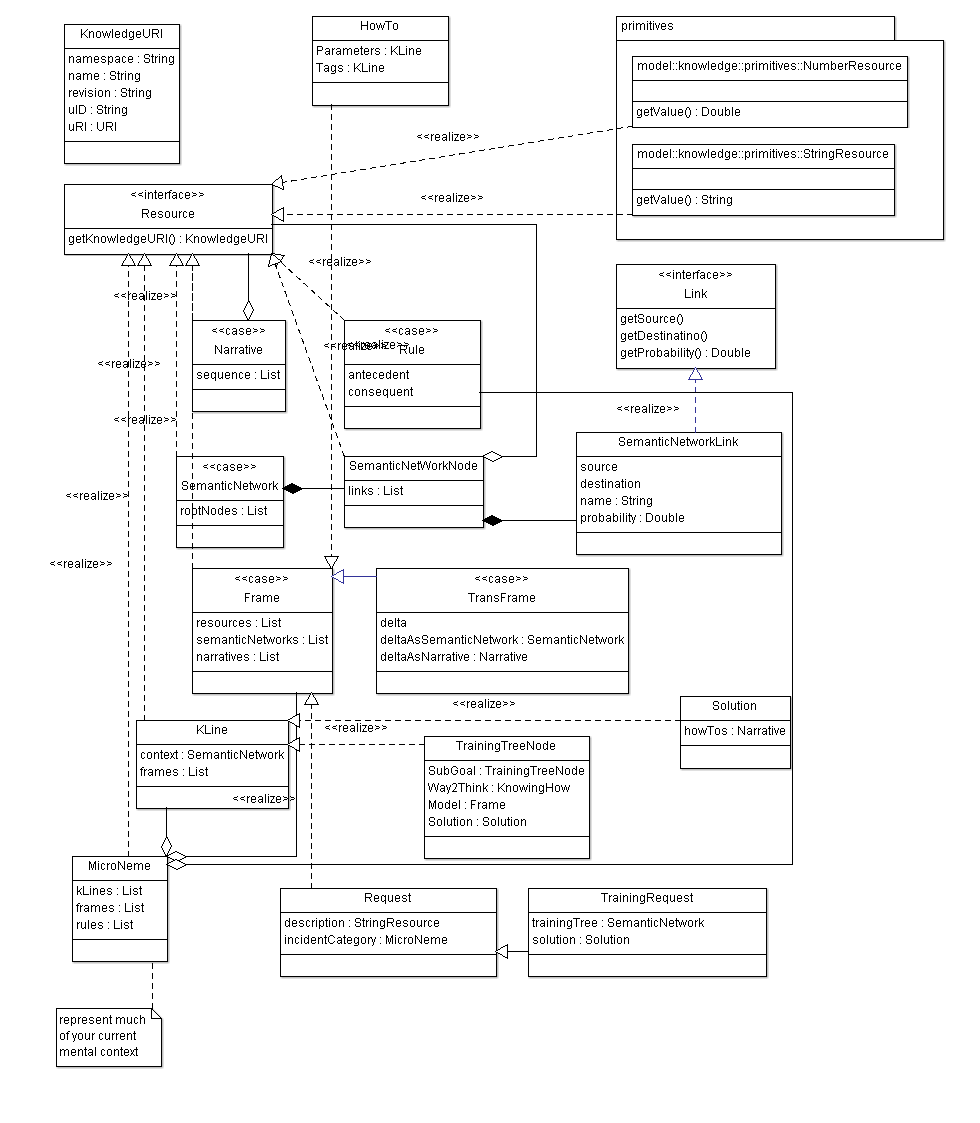 KnowledgeURI
namespace : String
name : String
revision : String
uID : String
uRI : URI
HowTo
Parameters : KLine
Tags : KLine
primitives
model::knowledge::primitives::NumberResource
getValue() : Double
model::knowledge::primitives::StringResource
getValue() : String
<<realize>>
<<realize>>
<<interface>>
Resource
getKnowledgeURI() : KnowledgeURI
<<realize>>
<<realize>>
<<interface>>
Link
getSource()
getDestinatino()
getProbability() : Double
<<case>>
Narrative
sequence : List
<<case>>
Rule
antecedent
consequent
<<realize>>
<<realize>>
<<realize>>
<<realize>>
<<realize>>
<<case>>
SemanticNetwork
rootNodes : List
SemanticNetWorkNode
links : List
SemanticNetworkLink
source
destination
name : String
probability : Double
<<realize>>
<<realize>>
<<case>>
Frame
resources : List
semanticNetworks : List
narratives : List
<<case>>
TransFrame
delta
deltaAsSemanticNetwork : SemanticNetwork
deltaAsNarrative : Narrative
<<realize>>
Solution
howTos : Narrative
<<realize>>
KLine
context : SemanticNetwork
frames : List
<<realize>>
TrainingTreeNode
SubGoal : TrainingTreeNode
Way2Think : KnowingHow
Model : Frame
Solution : Solution
MicroNeme
kLines : List
frames : List
rules : List
Request
description : StringResource
incidentCategory : MicroNeme
TrainingRequest
trainingTree : SemanticNetwork
solution : Solution
represent much
of your current
mental context